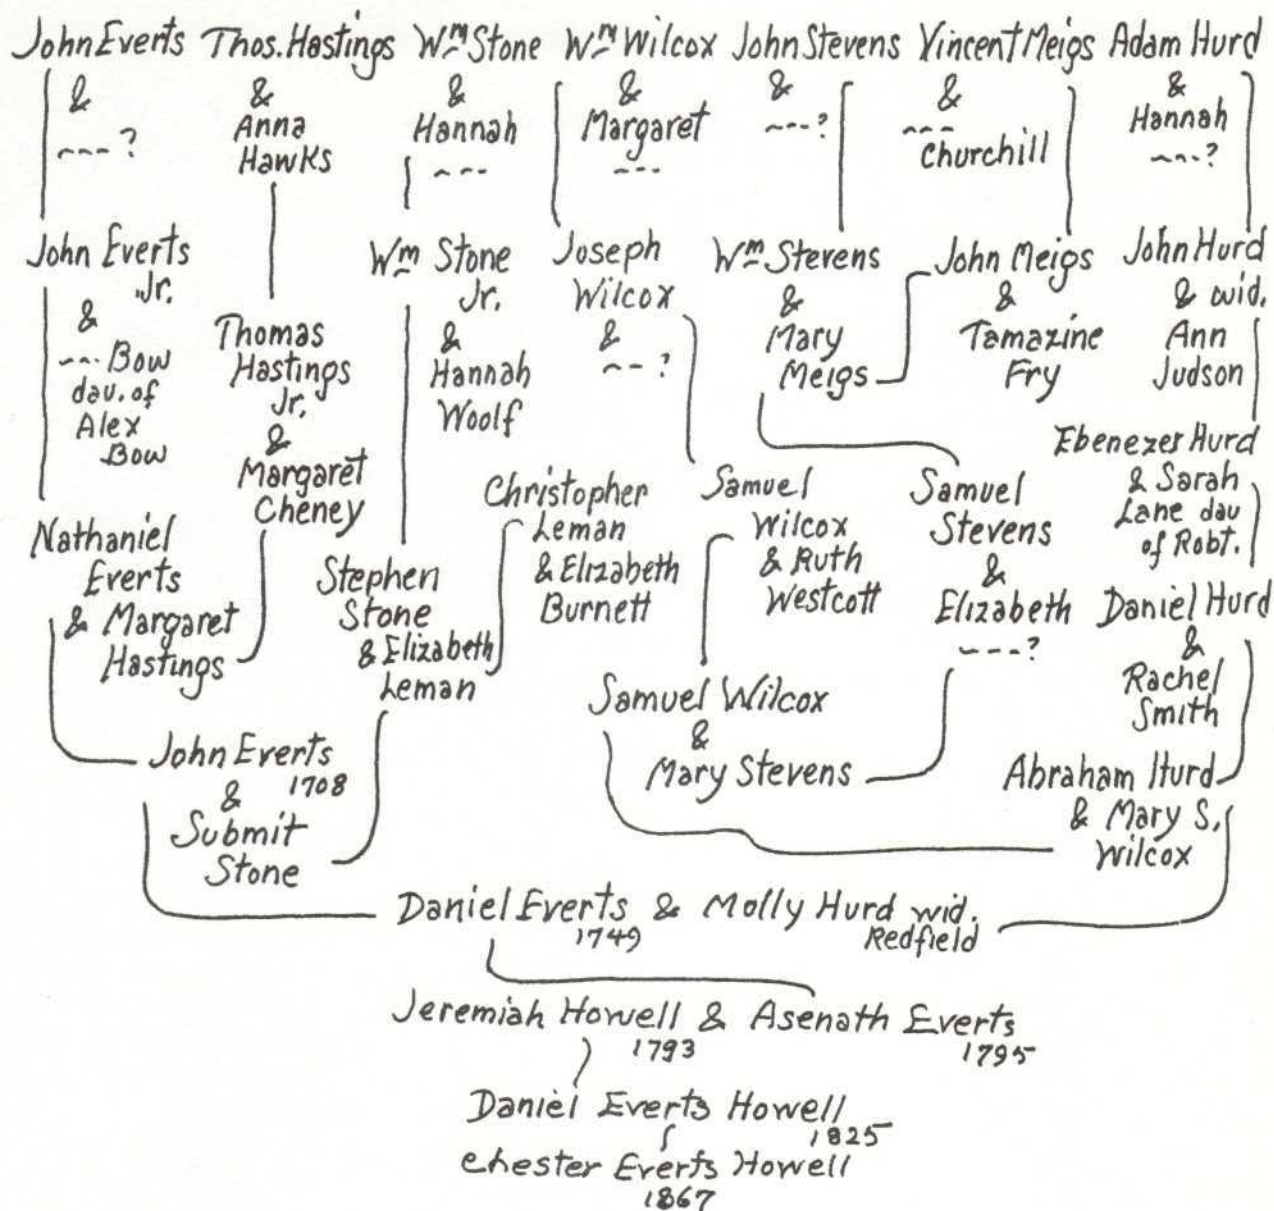 John Everts
&
---?
Thos. Hastings
&
Anna
Hawks
Wm Stone
&
Hannah
---
Wm Wilcox
&
Margaret
---
John Stevens
&
---?
Vincent Meigs
&
---
Churchill
Adam Hurd
&
Hannah
---?
John Everts
Jr.
&
--- Bow
dau. of
Alex
Bow
Thomas
Hastings
Jr.
&
Margaret
Cheney
Wm Stone
Jr.
&
Hannah
Woolf
Joseph
Wilcox
&
---?
Wm Stevens
&
Mary
Meigs
John Meigs
&
Tamazine
Fry
John Hurd
& wid.
Ann
Judson
Nathaniel
Everts
& Margaret
Hastings
Stephen
Stone
& Elizabeth
Leman
Christopher
Leman
& Elizabeth
Burnett
Samuel
Wilcox
& Ruth
Westcott
Samuel
Stevens
&
Elizabeth
---?
Ebenezer Hurd
& Sarah
Lane dau
of Robt.
Daniel Hurd
&
Rachel
Smith
John Everts
1708
&
Submit
Stone
Samuel Wilcox
&
Mary Stevens
Abraham Hurd
& Mary S.
Wilcox
Daniel Everts & Molly Hurd wid.
1749 Redfield
Jeremiah Howell & Asenath Everts
1793 1795
Daniel Everts Howell
1825
Chester Everts Howell
1867